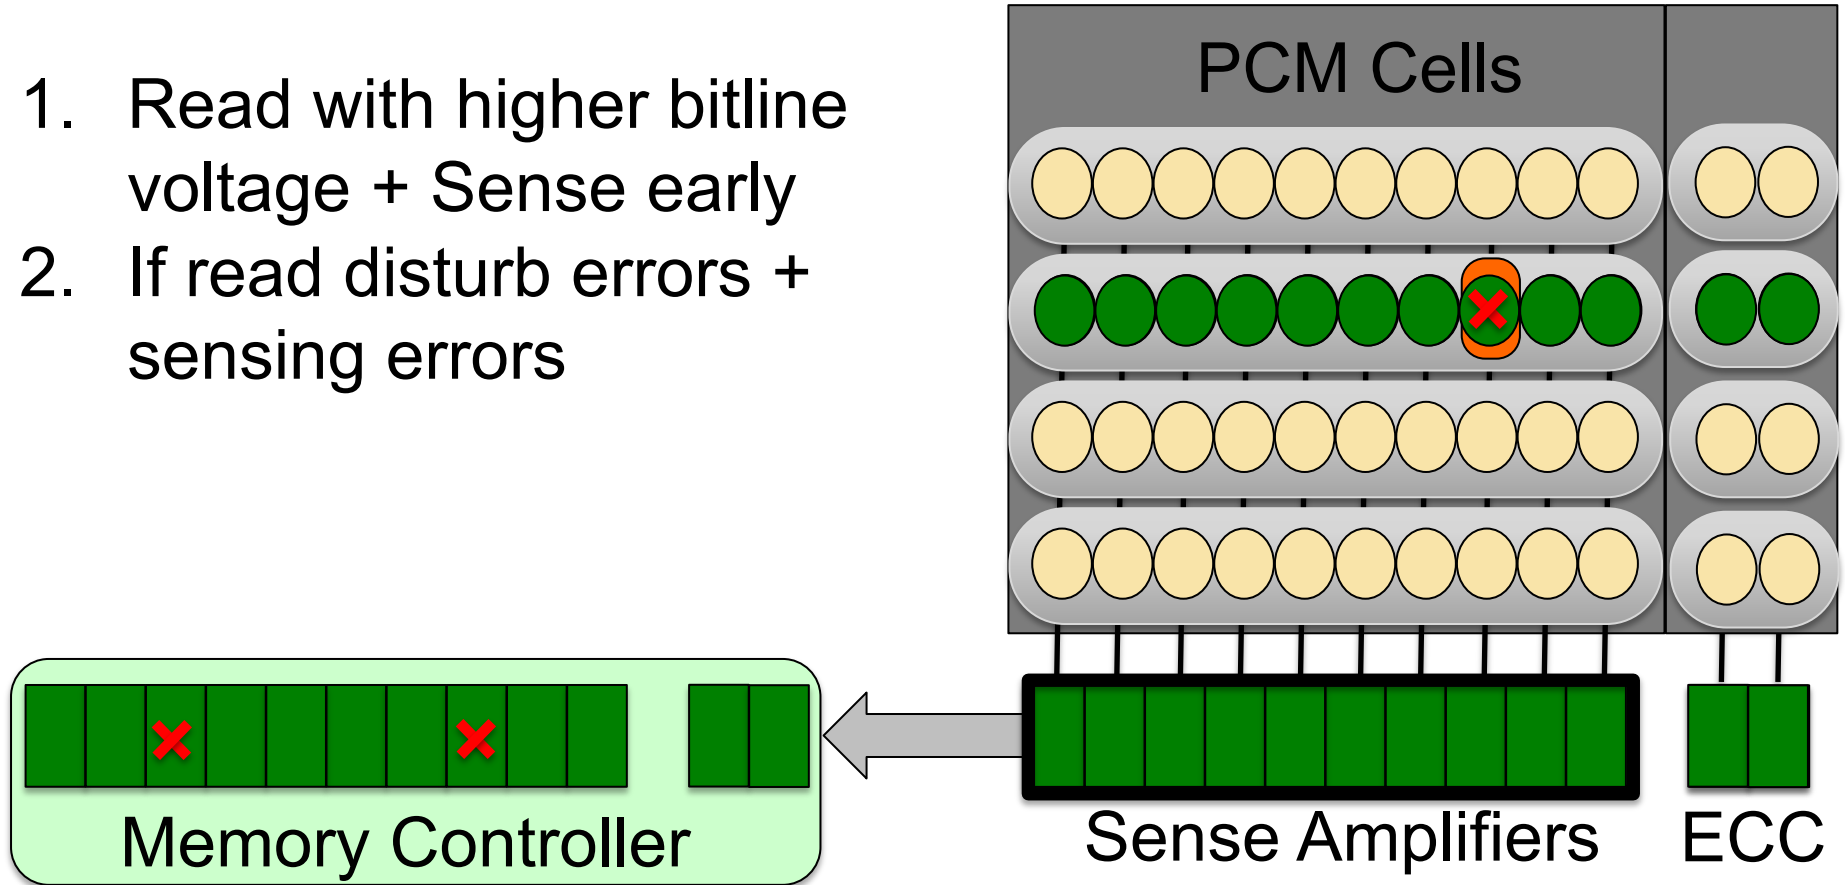 1. Read with higher bitline
voltage + Sense early
2. If read disturb errors +
sensing errors
PCM Cells
Memory Controller
Sense Amplifiers
ECC